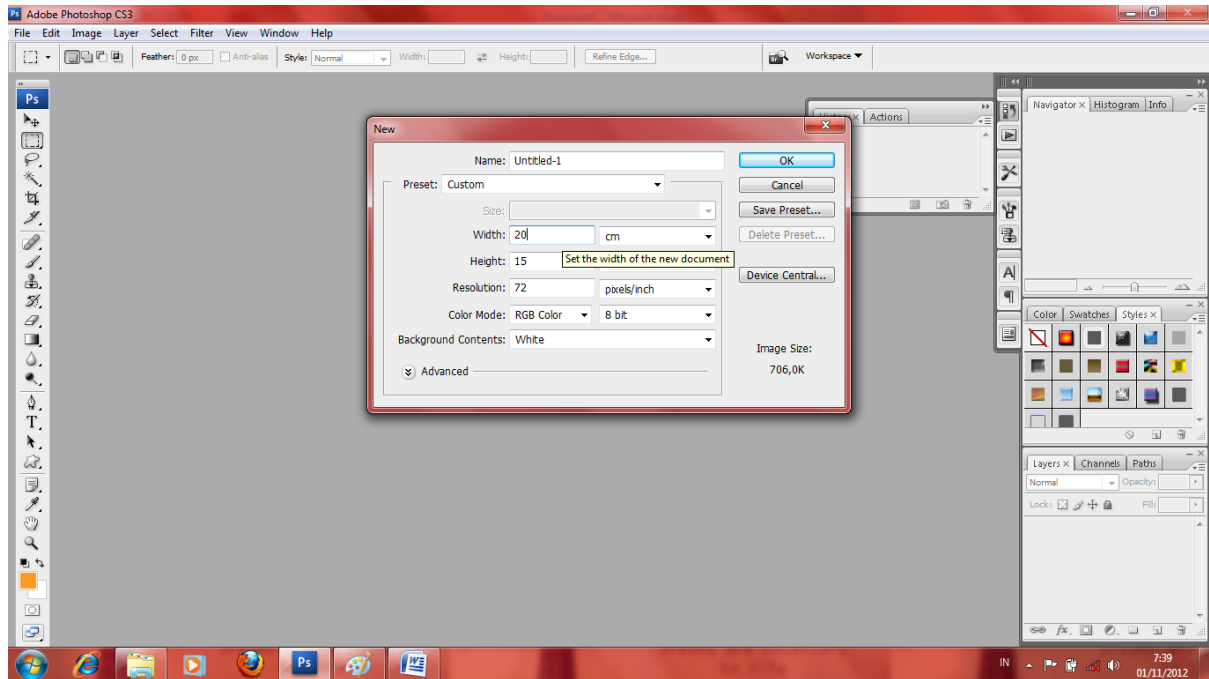 Ps Adobe Photoshop CS3
File Edit Image Layer Select Filter View Window Help
Feather: 0 px Anti-alias Style: Normal Width: Height: Refine Edge... Workspace
Ps
New
Name: Untitled-1
Preset: Custom
Size:
Width: 20 cm
Set the width of the new document
Height: 15
Resolution: 72 pixels/inch
Color Mode: RGB Color 8 bit
Background Contents: White
Advanced
OK
Cancel
Save Preset...
Delete Preset...
Device Central...
Image Size:
706,0K
Actions
Navigator Histogram Info
Color Swatches Styles
Layers Channels Paths
Normal Opacity:
Lock: Fill:
Ps
IN
7:39
01/11/2012